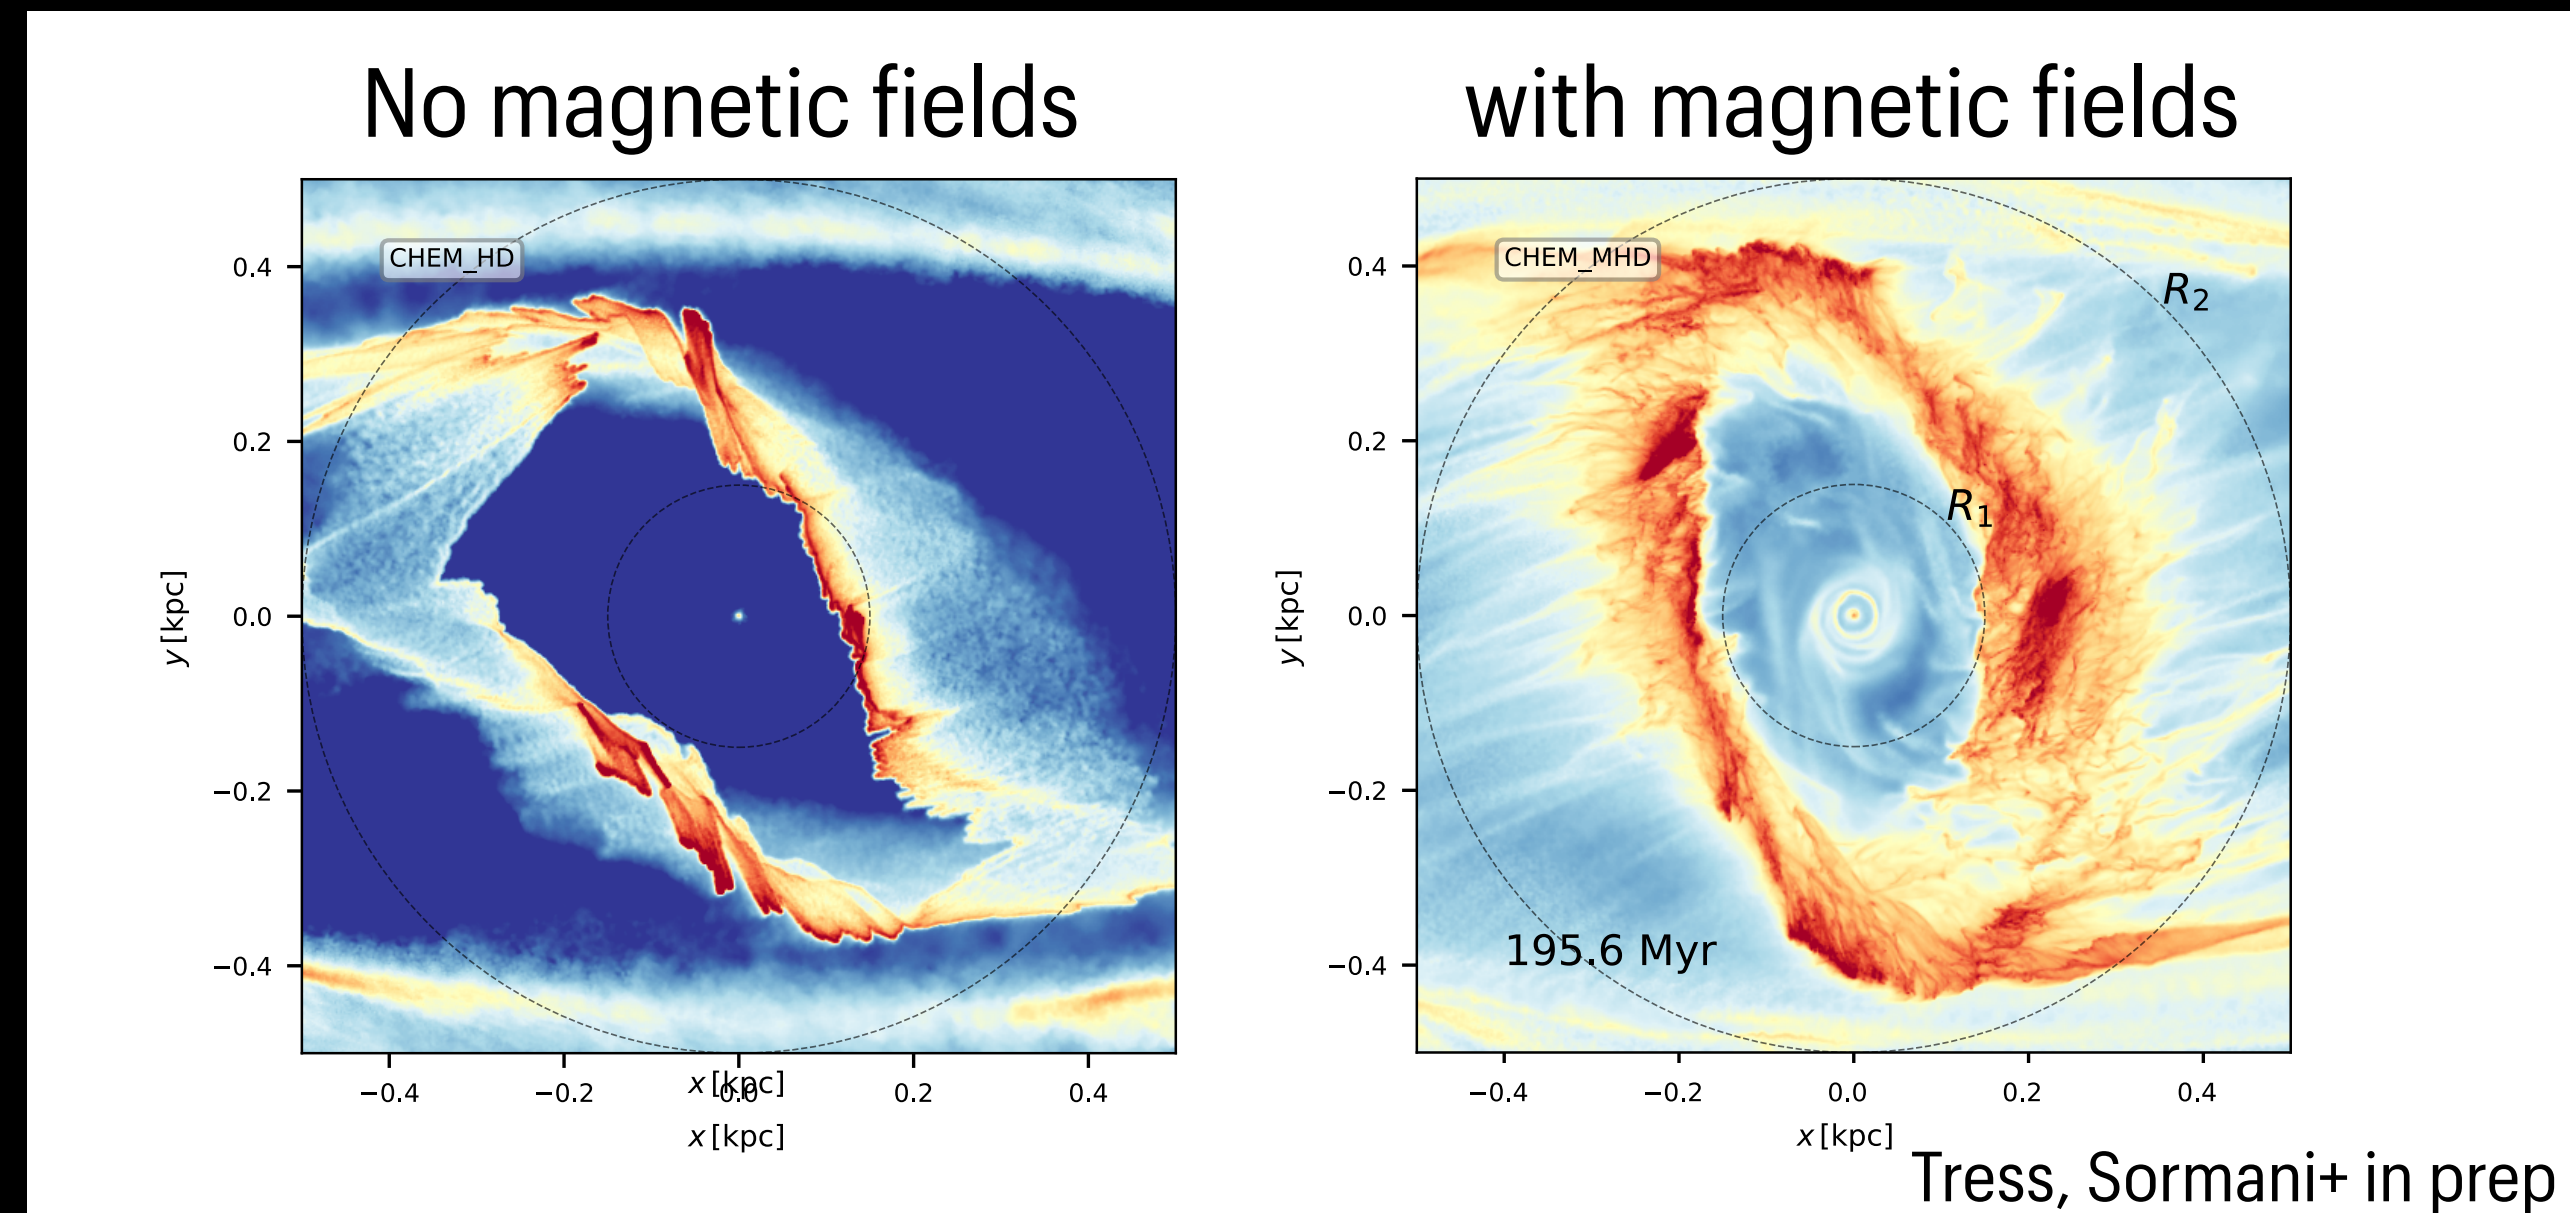 No magnetic fields
with magnetic fields
CHEM_HD
0.4
0.2
0.0
−0.2
−0.4
y [kpc]
−0.4
−0.2
0.0
0.2
0.4
x [kpc]
x [kpc]
CHEM_MHD
R2
R1
195.6 Myr
0.4
0.2
0.0
−0.2
−0.4
y [kpc]
−0.4
−0.2
0.0
0.2
0.4
x [kpc]
Tress, Sormani+ in prep